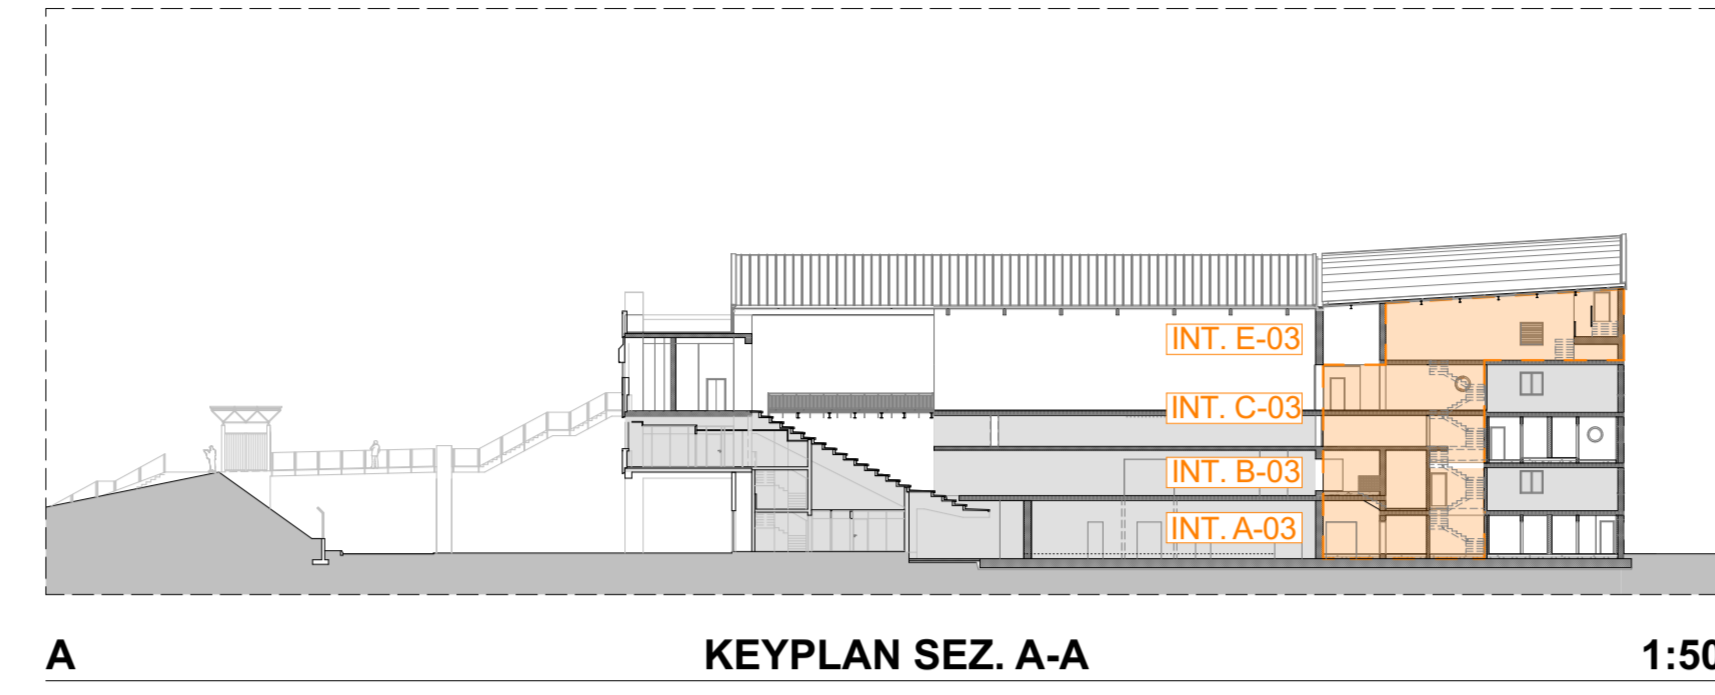 INT. E-03
INT. C-03
INT. B-03
INT. A-03
A KEYPLAN SEZ. A-A 1:50